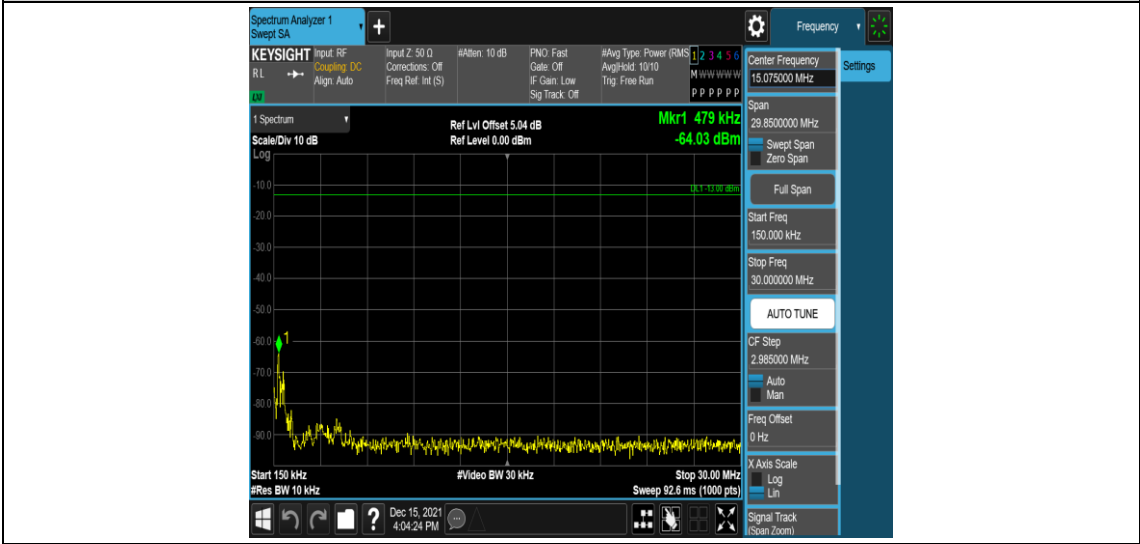 Spectrum Analyzer 1
Swept SA
+
Frequency
KEYSIGHT
RL
LW
Input: RF
Coupling: DC
Align: Auto
Input Z: 50 Ω
Corrections: Off
Freq Ref: Int (S)
#Atten: 10 dB
PNO: Fast
Gate: Off
IF Gain: Low
Sig Track: Off
#Avg Type: Power (RMS
Avg|Hold: 10/10
Trig: Free Run
1 2 3 4 5 6
M W W W W W
P P P P P P
Center Frequency
15.075000 MHz
Settings
Span
29.8500000 MHz
Swept Span
Zero Span
Full Span
Start Freq
150.000 kHz
Stop Freq
30.000000 MHz
AUTO TUNE
CF Step
2.985000 MHz
Auto
Man
Freq Offset
0 Hz
X Axis Scale
Log
Lin
Signal Track
(Span Zoom)
1 Spectrum
Scale/Div 10 dB
Log
Ref Lvl Offset 5.04 dB
Ref Level 0.00 dBm
Mkr1 479 kHz
-64.03 dBm
DL1 -13.00 dBm
-10.0
-20.0
-30.0
-40.0
-50.0
-60.0
1
-70.0
-80.0
-90.0
Start 150 kHz
#Video BW 30 kHz
Stop 30.00 MHz
#Res BW 10 kHz
Sweep 92.6 ms (1000 pts)
?
Dec 15, 2021
4:04:24 PM